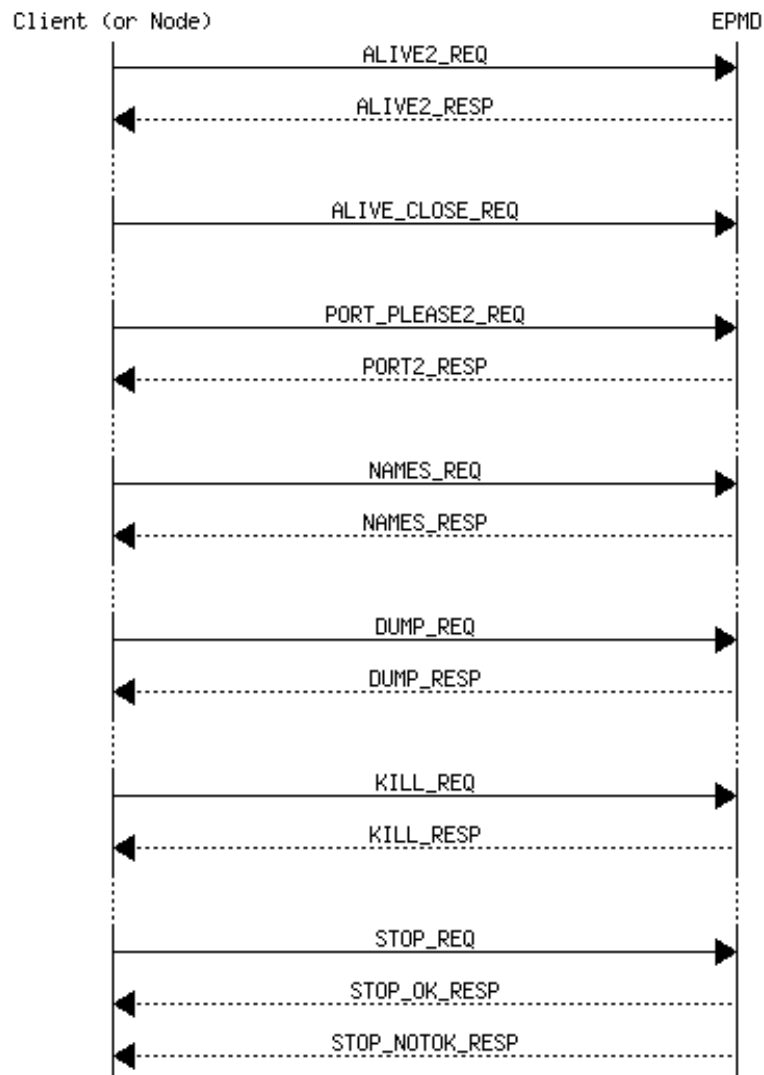 Client (or Node) EPMD
ALIVE2_REQ
ALIVE2_RESP
ALIVE_CLOSE_REQ
PORT_PLEASE2_REQ
PORT2_RESP
NAMES_REQ
NAMES_RESP
DUMP_REQ
DUMP_RESP
KILL_REQ
KILL_RESP
STOP_REQ
STOP_OK_RESP
STOP_NOTOK_RESP